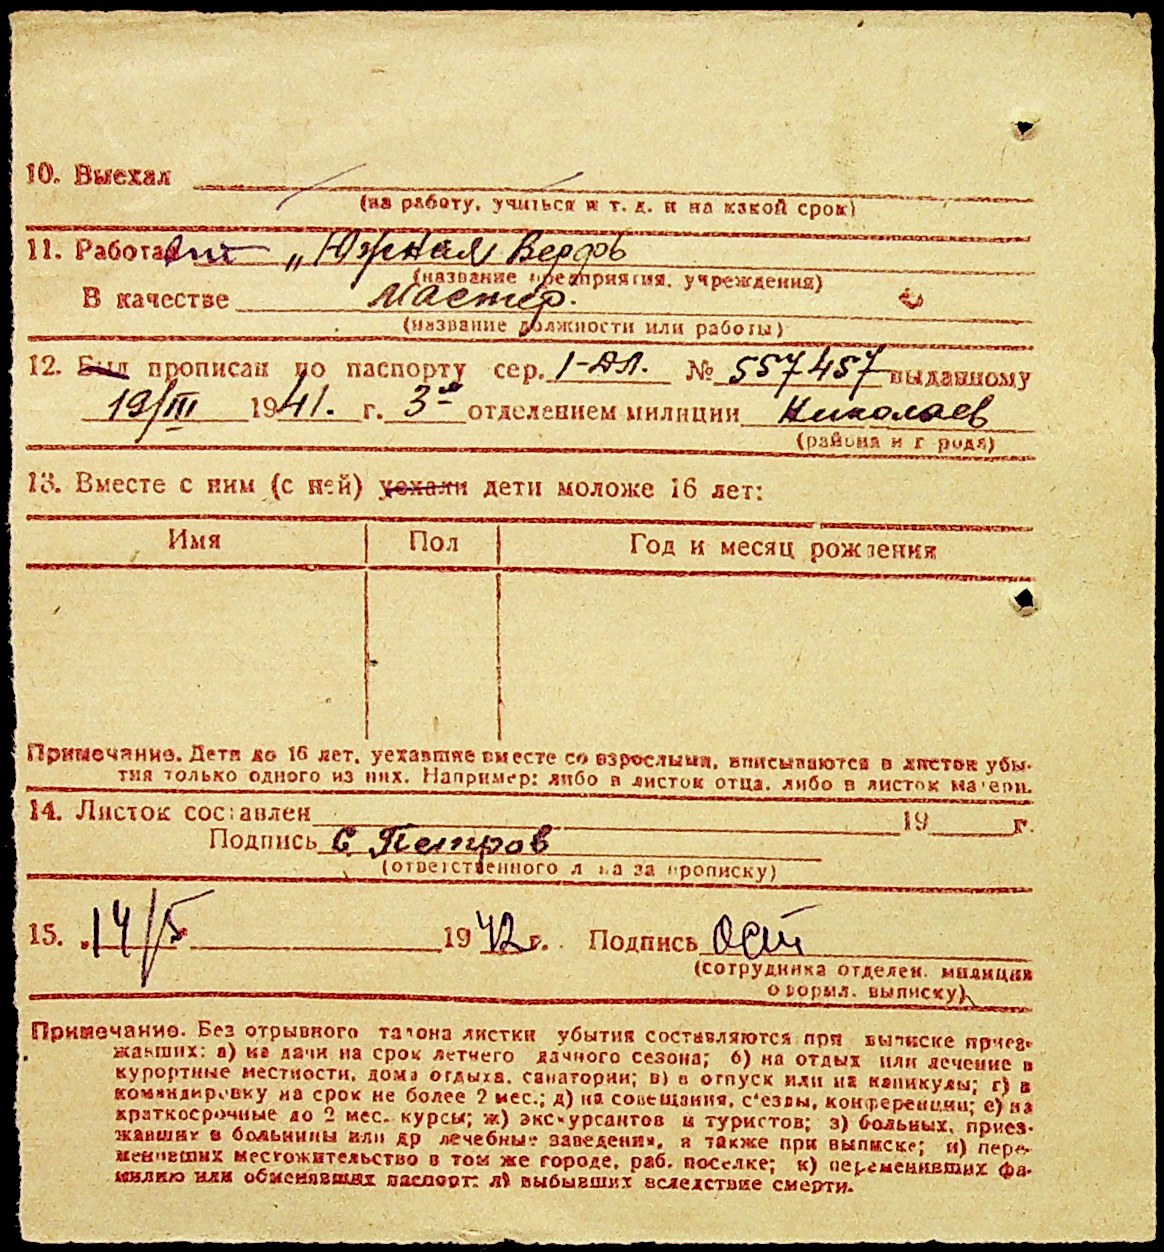 10. Выехал
(на работу, учиться и т. д. и на какой срок)
11. Работает „Южная Верфь
(название предприятия, учреждения)
В качестве мастер.
(название должности или работы)
12. Был прописан по паспорту сер. I-ДЛ. № 557457 выданному
19/III 1941. г. 3им отделением милиции Николаев
(района и города)
13. Вместе с ним (с ней) уехали дети моложе 16 лет:
Имя Пол Год и месяц рождения
Примечание. Дети до 16 лет, уехавшие вместе со взрослыми, вписываются в листок убы-
тия только одного из них. Например: либо в листок отца, либо в листок матери.
14. Листок составлен 19 г.
Подпись С Петров
(ответственного лица за прописку)
15. 14/5 1942 г. Подпись
(сотрудника отделен. милиции
оформл. выписку)
Примечание. Без отрывного талона листки убытия составляются при выписке приез-
жавших: а) на дачи на срок летнего дачного сезона; б) на отдых или лечение в
курортные местности, дома отдыха, санатории; в) в отпуск или на каникулы; г) в
командировку на срок не более 2 мес.; д) на совещания, с'езды, конференции; е) на
краткосрочные до 2 мес. курсы; ж) экскурсантов и туристов; з) больных, приез-
жавших в больницы или др лечебные заведения, а также при выписке; и) пере-
менивших местожительство в том же городе, раб. поселке; к) переменивших фа-
милию или обменявших паспорт; л) выбывших вследствие смерти.